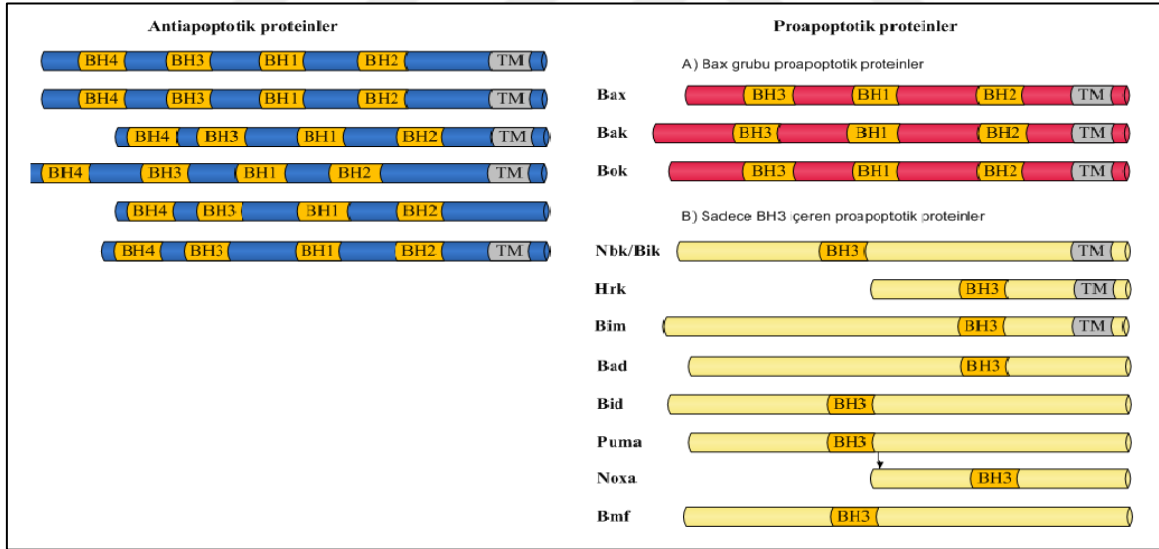 Antiapoptotik proteinler
BH4 BH3 BH1 BH2 TM
BH4 BH3 BH1 BH2 TM
BH4 BH3 BH1 BH2 TM
BH4 BH3 BH1 BH2 TM
BH4 BH3 BH1 BH2
BH4 BH3 BH1 BH2 TM
Proapoptotik proteinler
A) Bax grubu proapoptotik proteinler
Bax BH3 BH1 BH2 TM
Bak BH3 BH1 BH2 TM
Bok BH3 BH1 BH2 TM
B) Sadece BH3 içeren proapoptotik proteinler
Nbk/Bik BH3 TM
Hrk BH3 TM
Bim BH3 TM
Bad BH3
Bid BH3
Puma BH3
Noxa BH3
Bmf BH3